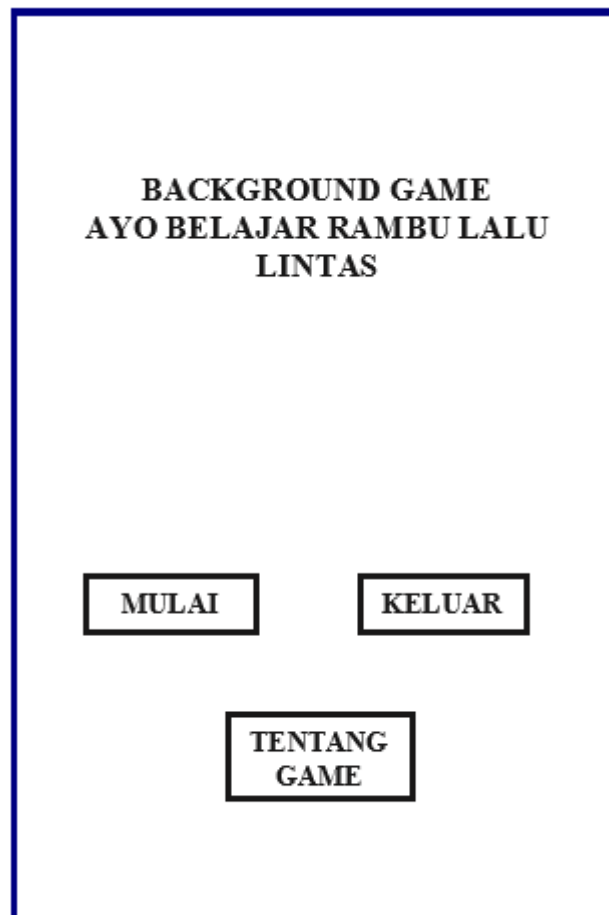 BACKGROUND GAME
AYO BELAJAR RAMBU LALU
LINTAS
MULAI
KELUAR
TENTANG
GAME